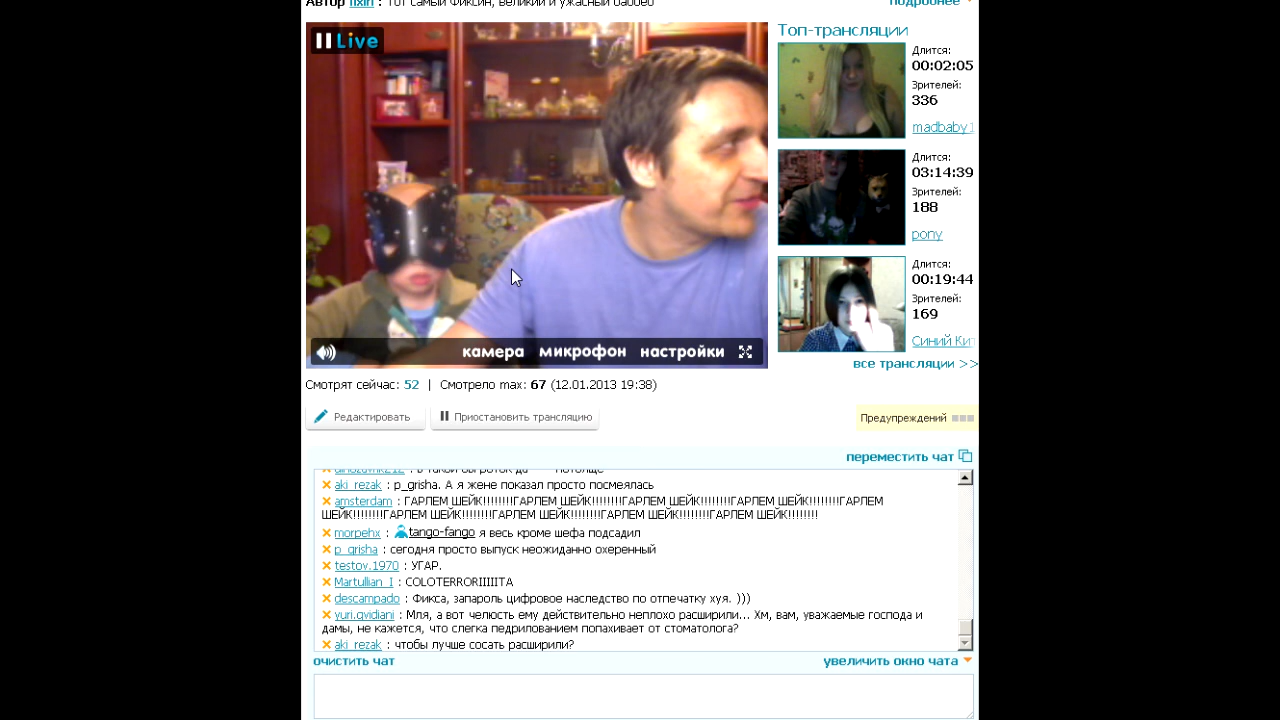 Автор fixin : Тот самый Фиксин, великий и ужасный
подробнее
Live
камера микрофон настройки
Топ-трансляции
Длится:
00:02:05
Зрителей:
336
madbaby
Длится:
03:14:39
Зрителей:
188
pony
Длится:
00:19:44
Зрителей:
169
Синий
все трансляции >>
Смотрят сейчас: 52 | Смотрело max: 67 (12.01.2013 19:38)
Редактировать
Приостановить трансляцию
Предупреждений
переместить чат
aki_rezak : p_grisha. А я жене показал просто посмеялась
amsterdam : ГАРЛЕМ ШЕЙК!!!!!!!!ГАРЛЕМ ШЕЙК!!!!!!!!ГАРЛЕМ ШЕЙК!!!!!!!!ГАРЛЕМ ШЕЙК!!!!!!!!ГАРЛЕМ
ШЕЙК!!!!!!!!ГАРЛЕМ ШЕЙК!!!!!!!!ГАРЛЕМ ШЕЙК!!!!!!!!ГАРЛЕМ ШЕЙК!!!!!!!!ГАРЛЕМ ШЕЙК!!!!!!!!
morpehx : tango-fango я весь кроме шефа подсадил
p_grisha : сегодня просто выпуск неожиданно охеренный
testov.1970 : УГАР.
Martullian_I : COLOTERRORIIIIITA
descampado : Фикса, запароль цифровое наследство по отпечатку хуя. )))
yuri.gvidiani : Мля, а вот челюсть ему действительно неплохо расширили... Хм, вам, уважаемые господа и
дамы, не кажется, что слегка педрилованием попахивает от стоматолога?
aki_rezak : чтобы лучше сосать расширили?
очистить чат
увеличить окно чата